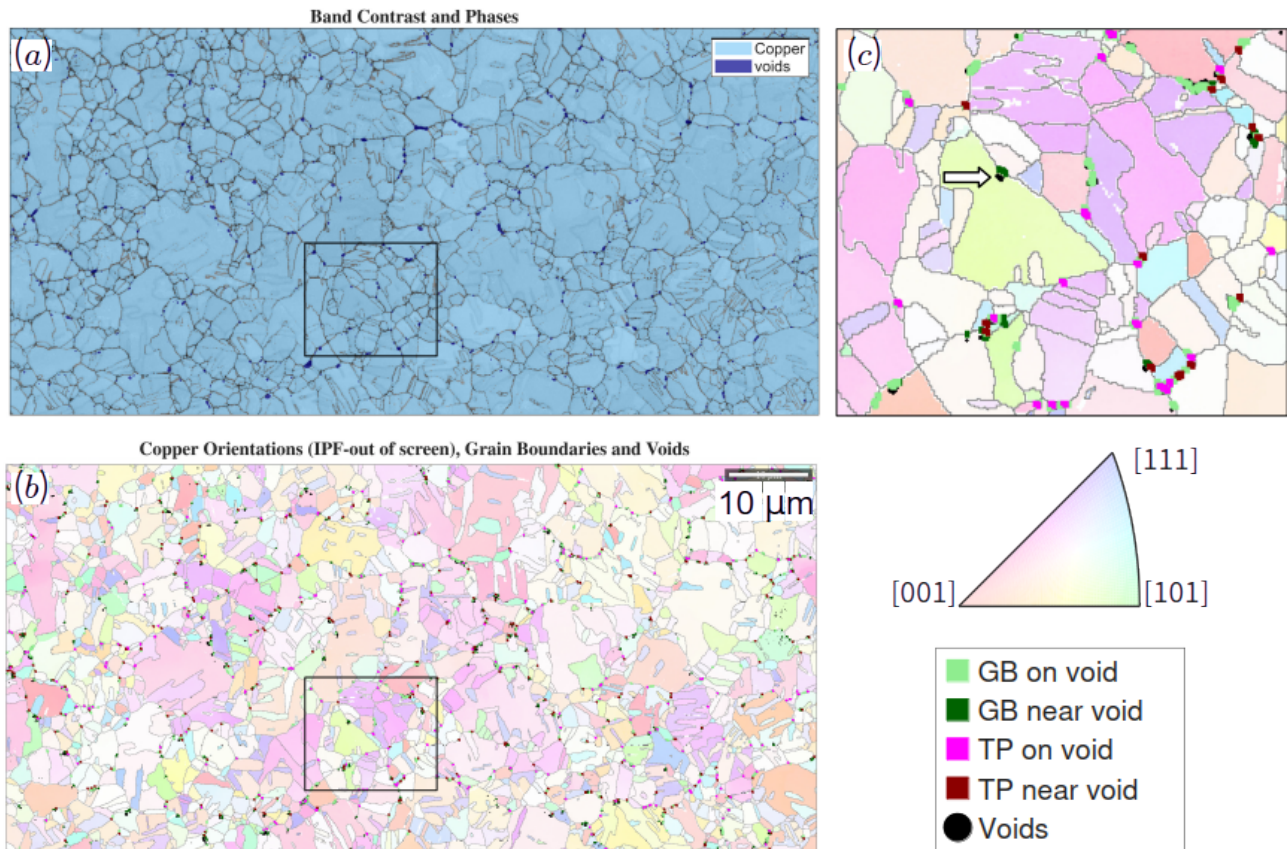 Band Contrast and Phases
(a)
Copper
voids
(c)
Copper Orientations (IPF-out of screen), Grain Boundaries and Voids
(b)
10 μm
[111]
[001]
[101]
GB on void
GB near void
TP on void
TP near void
Voids